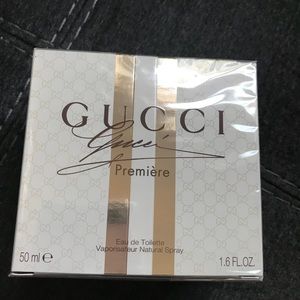 GUCCI
Gucci
Première
Eau de Toilette
Vaporisateur Natural Spray
50 ml e 1.6 FL.OZ.